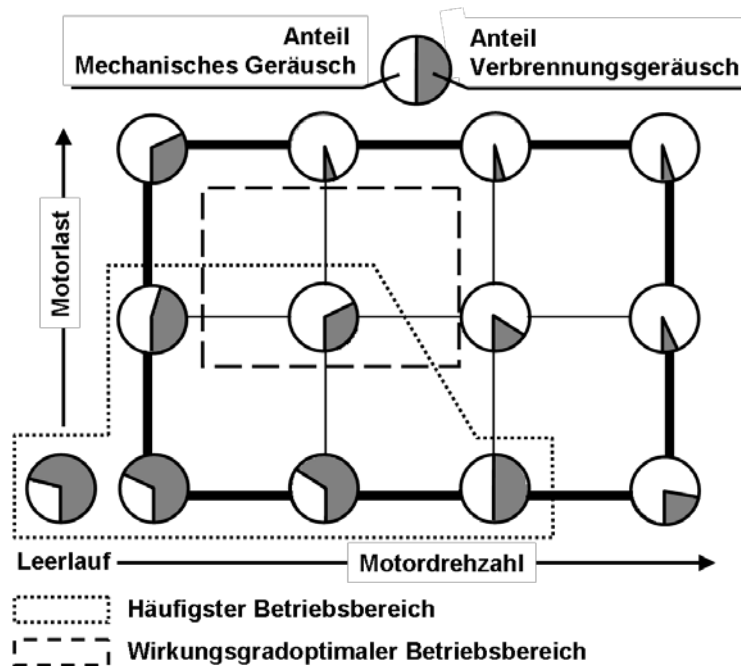 Anteil
Mechanisches Geräusch
Anteil
Verbrennungsgeräusch
Motorlast
Leerlauf
Motordrehzahl
Häufigster Betriebsbereich
Wirkungsgradoptimaler Betriebsbereich